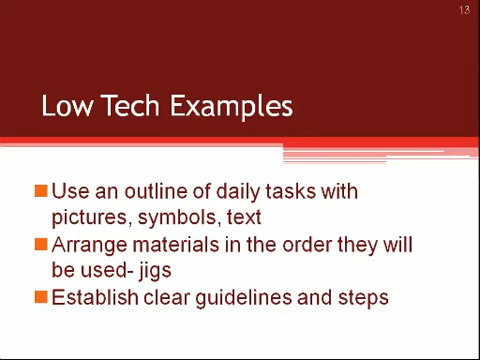 13
Low Tech Examples
Use an outline of daily tasks with
pictures, symbols, text
Arrange materials in the order they will
be used- jigs
Establish clear guidelines and steps